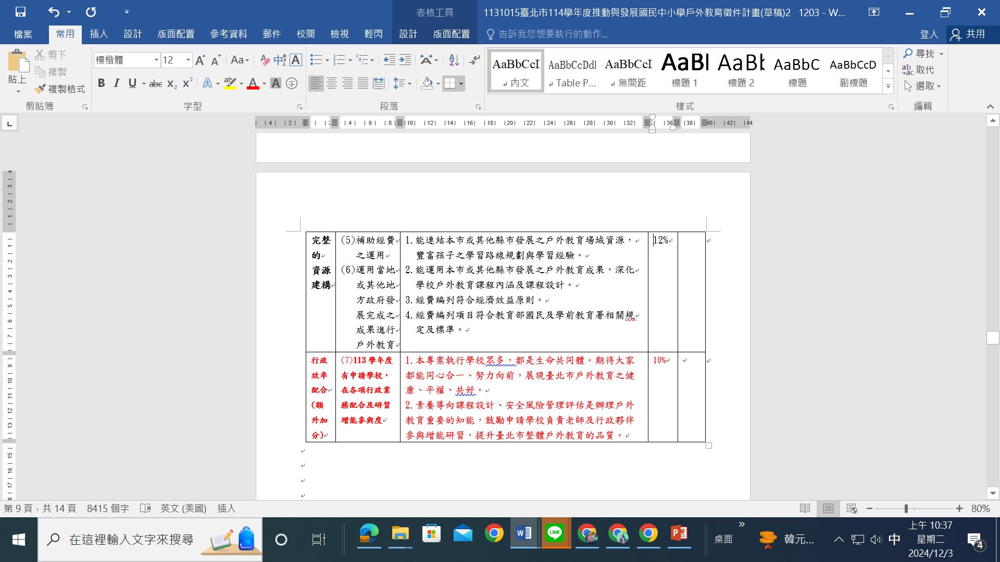 表格工具
1131015臺北市114學年度推動與發展國民中小學戶外教育徵件計畫(草稿)2 1203 - W...
檔案 常用 插入 設計 版面配置 參考資料 郵件 校閱 檢視 輕閃 設計 版面配置 告訴我您想要執行的動作... 登入 共用
貼上
剪下
複製
複製格式
剪貼簿
標楷體 12
字型
段落
AaBbCcI AaBbCcDdI AaBbCcI AaBl AaBb AaBbC AaBbCcD
內文 Table P... 無間距 標題 1 標題 2 標題 副標題
樣式
尋找
取代
選取
編輯
完整
的
資源
建構
(5)補助經費
之運用
(6)運用當地
或其他地
方政府發
展完成之
成果進行
戶外教育
1.能連結本市或其他縣市發展之戶外教育場域資源，
豐富孩子之學習路線規劃與學習經驗。
2.能運用本市或其他縣市發展之戶外教育成果，深化
學校戶外教育課程內涵及課程設計。
3.經費編列符合經濟效益原則。
4.經費編列項目符合教育部國民及學前教育署相關規
定及標準。
12%
行政
效率
配合
(額
外加
分)
(7)113 學年度
有申請學校，
在各項行政業
務配合及研習
增能參與度
1.本專案執行學校眾多，都是生命共同體。期待大家
都能同心合一、努力向前，展現臺北市戶外教育之健
康、平權、共好。
2.素養導向課程設計、安全風險管理評估是辦理戶外
教育重要的知能，鼓勵申請學校負責老師及行政夥伴
參與增能研習，提升臺北市整體戶外教育的品質。
10%
第 9 頁，共 14 頁 8415 個字 英文 (美國) 插入 80%
在這裡輸入文字來搜尋
LINE
桌面
韓元...
中
上午 10:37
星期二
2024/12/3
4